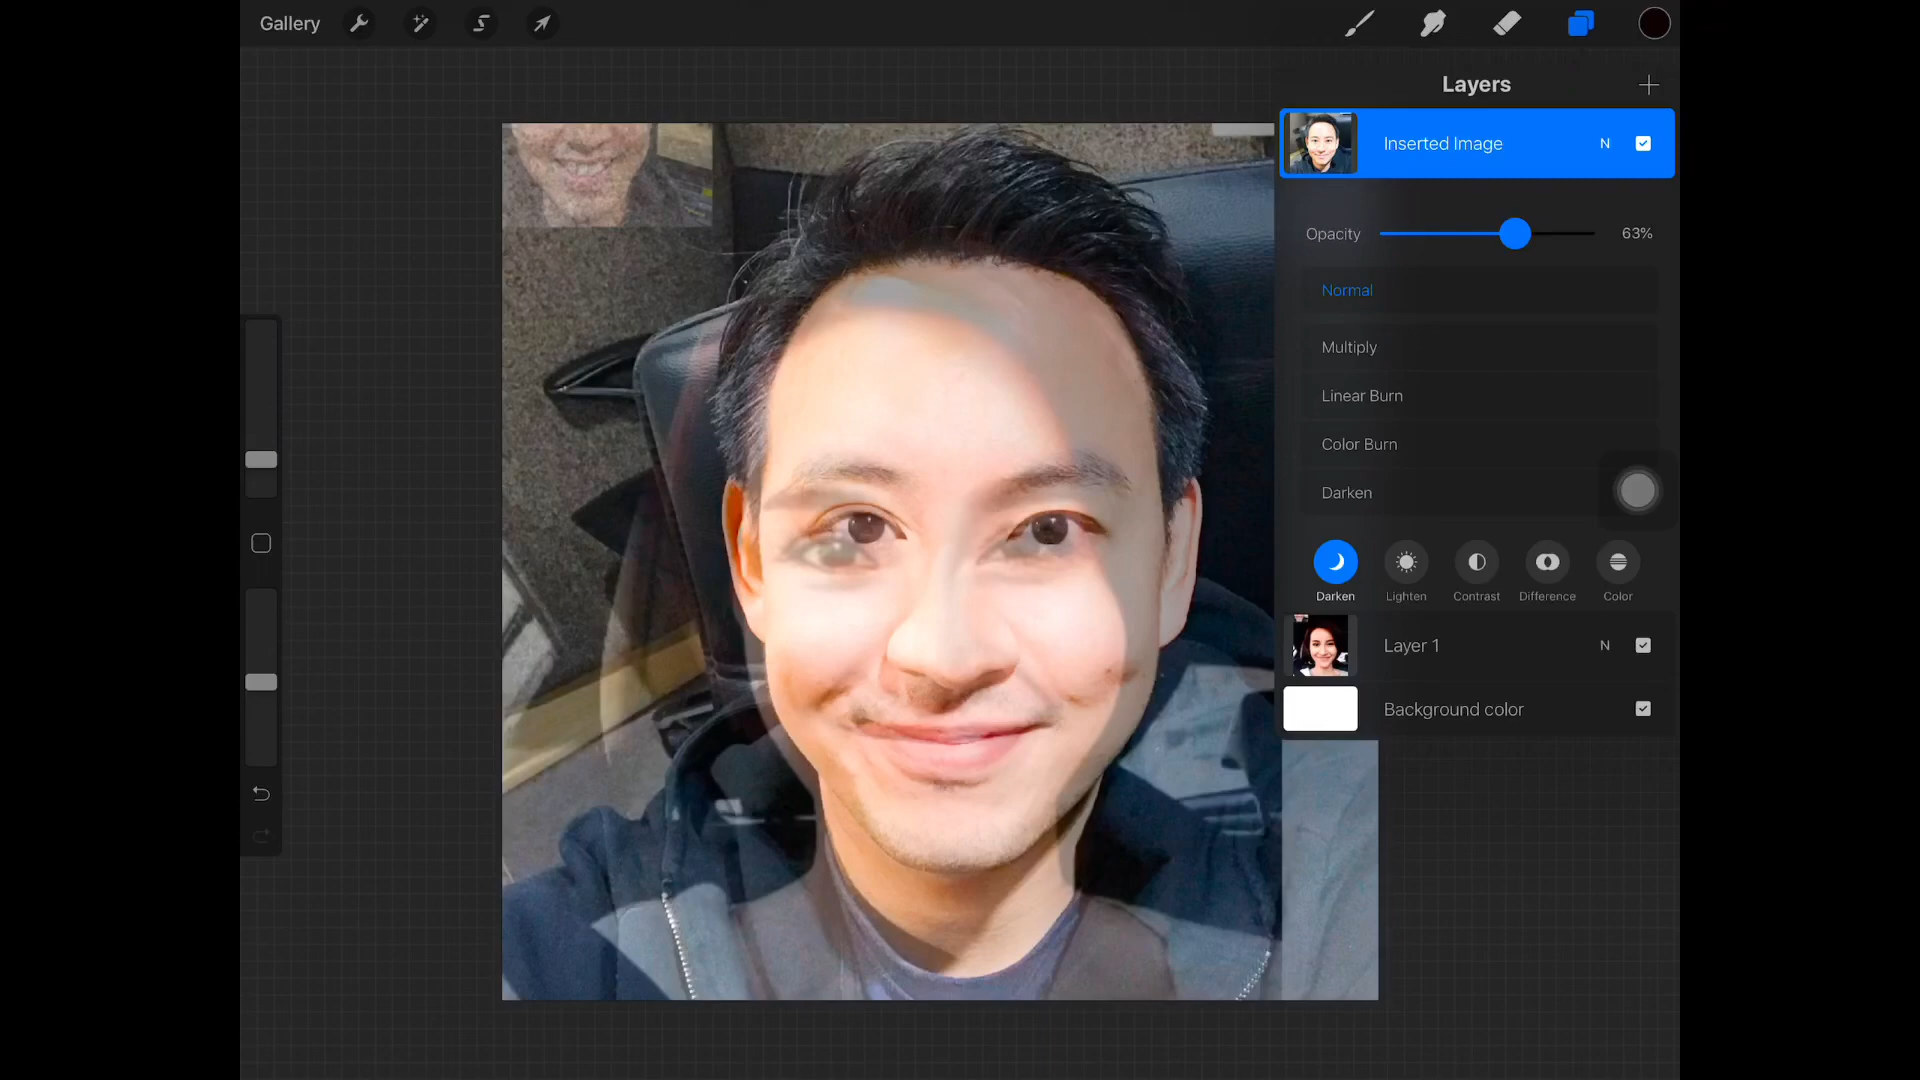 Gallery
Layers
Inserted Image N
Opacity 63%
Normal
Multiply
Linear Burn
Color Burn
Darken
Darken Lighten Contrast Difference Color
Layer 1 N
Background color